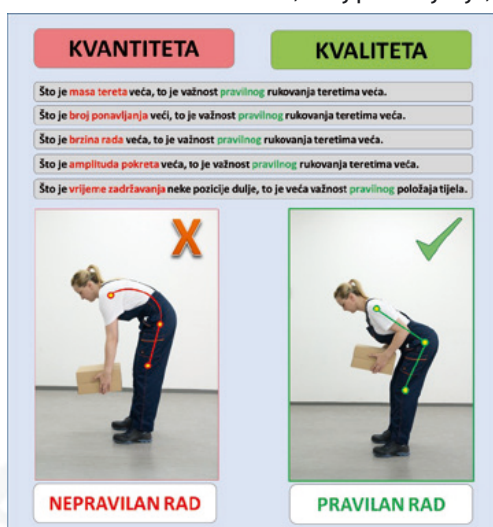 KVANTITETA
KVALITETA
Što je masa tereta veća, to je važnost pravilnog rukovanja teretima veća.
Što je broj ponavljanja veći, to je važnost pravilnog rukovanja teretima veća.
Što je brzina rada veća, to je važnost pravilnog rukovanja teretima veća.
Što je amplituda pokreta veća, to je važnost pravilnog rukovanja teretima veća.
Što je vrijeme zadržavanja neke pozicije dulje, to je veća važnost pravilnog položaja tijela.
X
NEPRAVILAN RAD
PRAVILAN RAD